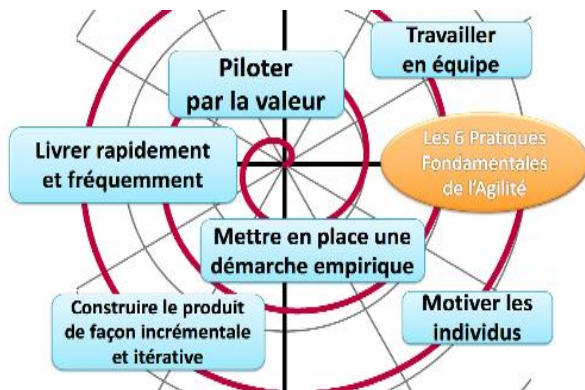 Travailler
en équipe
Piloter
par la valeur
Les 6 Pratiques
Fondamentales
de l'Agilité
Livrer rapidement
et fréquemment
Mettre en place une
démarche empirique
Construire le produit
de façon incrémentale
et itérative
Motiver les
individus